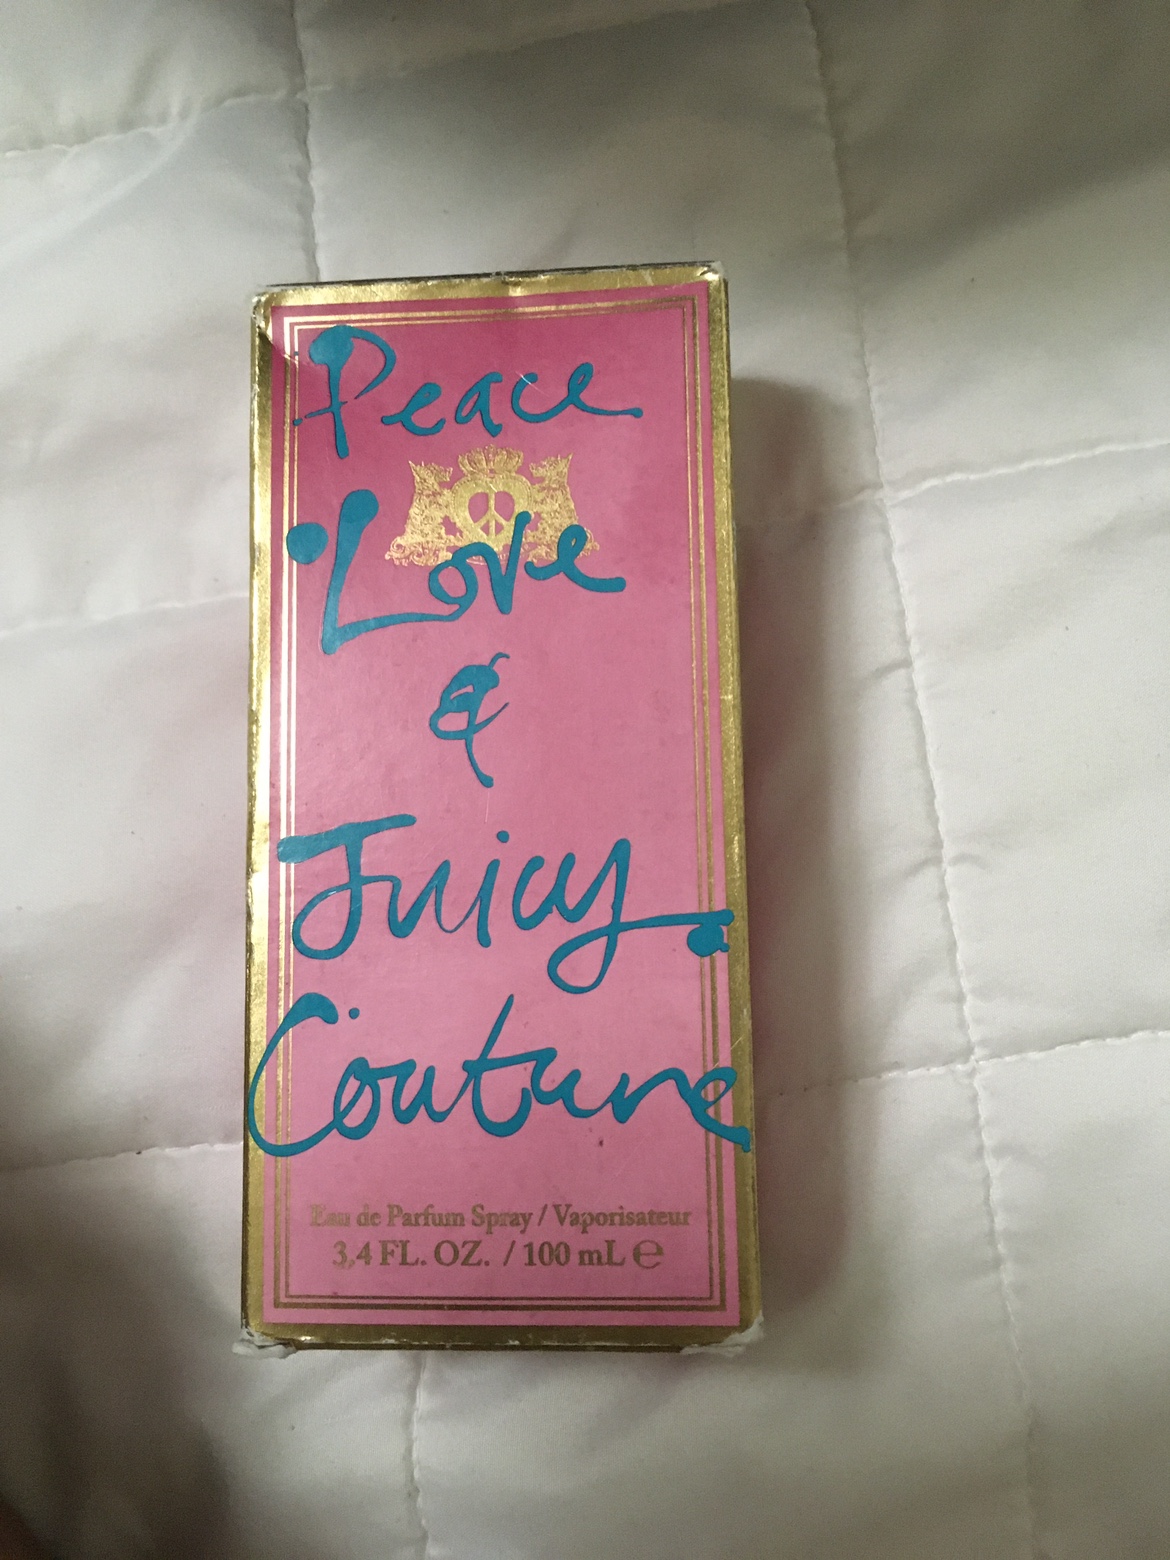 Peace
Love
&
Juicy
Couture
Eau de Parfum Spray / Vaporisateur
3,4 FL. OZ. / 100 mL ℮